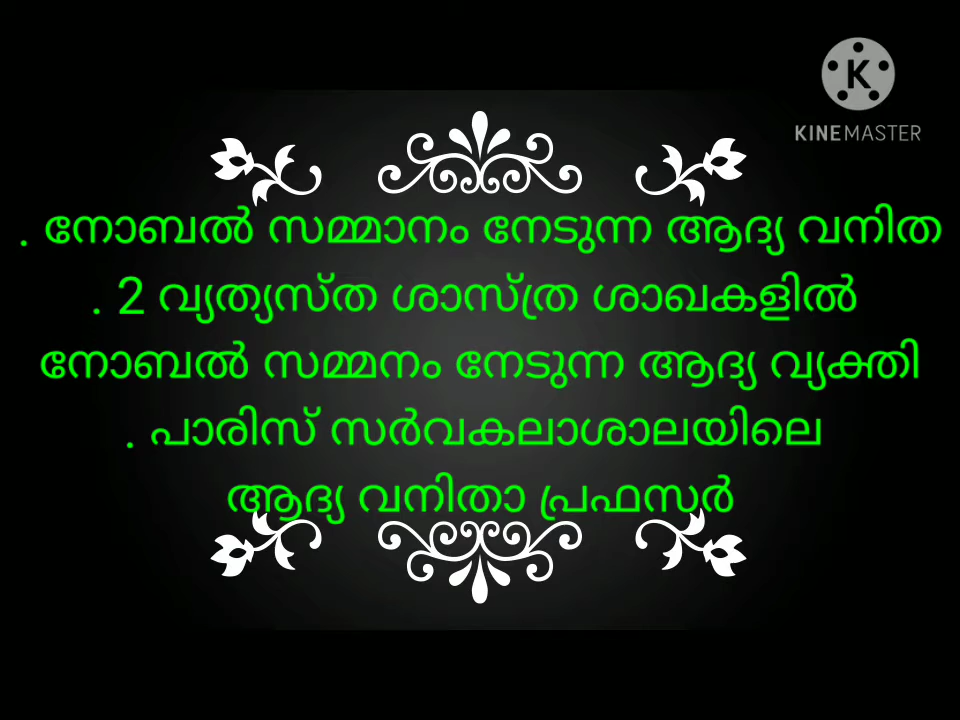 KINEMASTER
. നോബൽ സമ്മാനം നേടുന്ന ആദ്യ വനിത
. 2 വ്യത്യസ്ത ശാസ്ത്ര ശാഖകളിൽ
നോബൽ സമ്മനം നേടുന്ന ആദ്യ വ്യക്തി
. പാരിസ് സർവകലാശാലയിലെ
ആദ്യ വനിതാ പ്രഫസർ